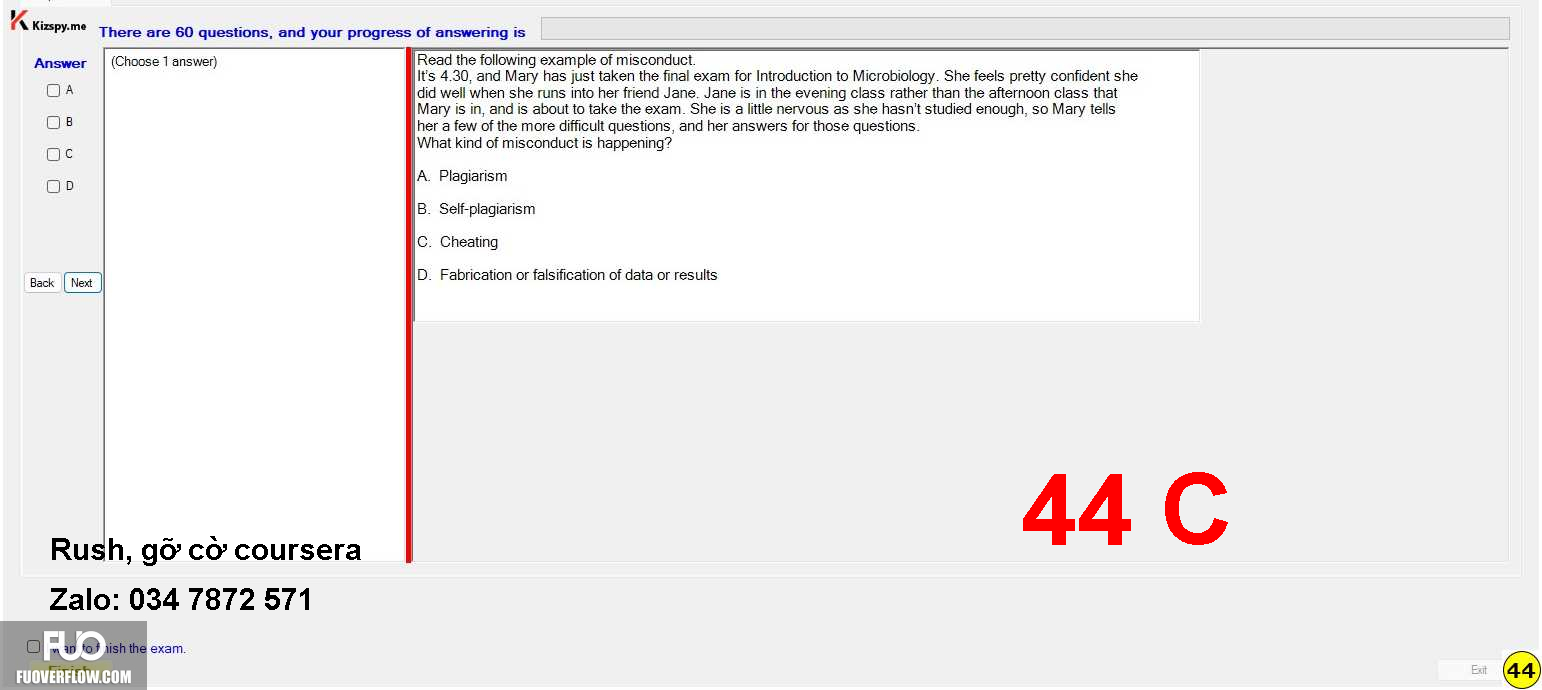 Kizspy.me
There are 60 questions, and your progress of answering is
Answer
(Choose 1 answer)
A
B
C
D
Back
Next
Read the following example of misconduct.
It's 4.30, and Mary has just taken the final exam for Introduction to Microbiology. She feels pretty confident she
did well when she runs into her friend Jane. Jane is in the evening class rather than the afternoon class that
Mary is in, and is about to take the exam. She is a little nervous as she hasn't studied enough, so Mary tells
her a few of the more difficult questions, and her answers for those questions.
What kind of misconduct is happening?
A. Plagiarism
B. Self-plagiarism
C. Cheating
D. Fabrication or falsification of data or results
44 C
Rush, gỡ cờ coursera
Zalo: 034 7872 571
FUO
want to finish the exam.
Finish
FUOVERFLOW.COM
Exit
44